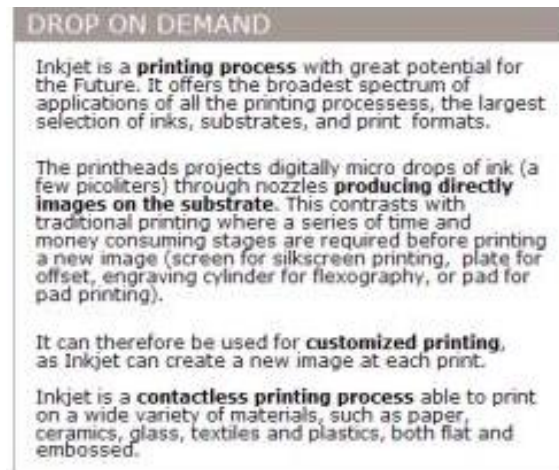 DROP ON DEMAND
Inkjet is a printing process with great potential for
the Future. It offers the broadest spectrum of
applications of all the printing processess, the largest
selection of inks, substrates, and print formats.
The printheads projects digitally micro drops of ink (a
few picoliters) through nozzles producing directly
images on the substrate. This contrasts with
traditional printing where a series of time and
money consuming stages are required before printing
a new image (screen for silkscreen printing, plate for
offset, engraving cylinder for flexography, or pad for
pad printing).
It can therefore be used for customized printing,
as Inkjet can create a new image at each print.
Inkjet is a contactless printing process able to print
on a wide variety of materials, such as paper,
ceramics, glass, textiles and plastics, both flat and
embossed.